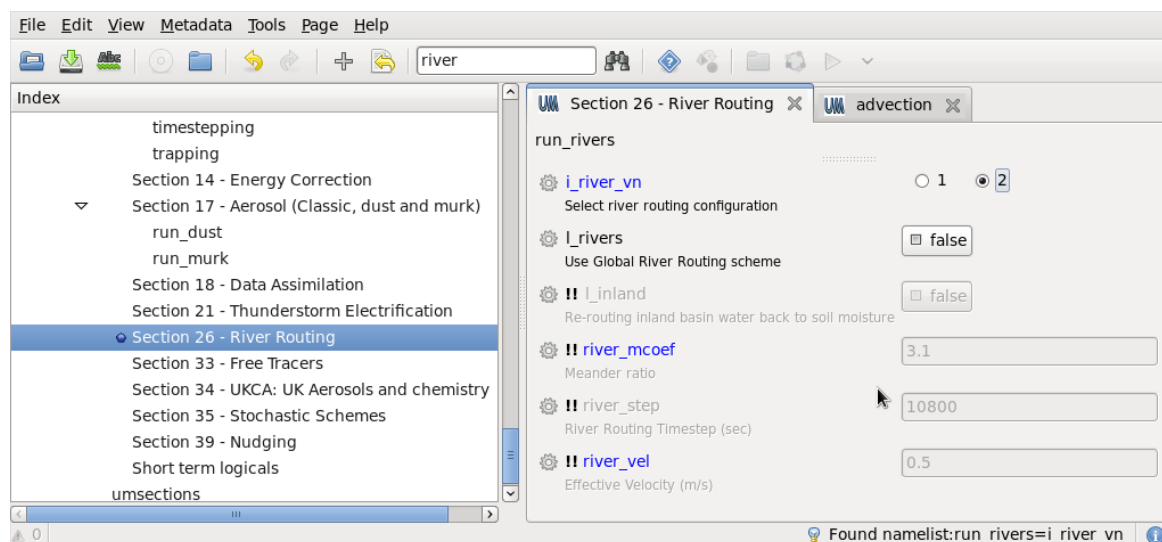 File Edit View Metadata Tools Page Help
Abc river
Index
timestepping
trapping
Section 14 - Energy Correction
Section 17 - Aerosol (Classic, dust and murk)
run_dust
run_murk
Section 18 - Data Assimilation
Section 21 - Thunderstorm Electrification
Section 26 - River Routing
Section 33 - Free Tracers
Section 34 - UKCA: UK Aerosols and chemistry
Section 35 - Stochastic Schemes
Section 39 - Nudging
Short term logicals
umsections
0
UM Section 26 - River Routing UM advection
run_rivers
i_river_vn 1 2
Select river routing configuration
l_rivers false
Use Global River Routing scheme
!! l_inland false
Re-routing inland basin water back to soil moisture
!! river_mcoef 3.1
Meander ratio
!! river_step 10800
River Routing Timestep (sec)
!! river_vel 0.5
Effective Velocity (m/s)
Found namelist:run_rivers=i_river_vn